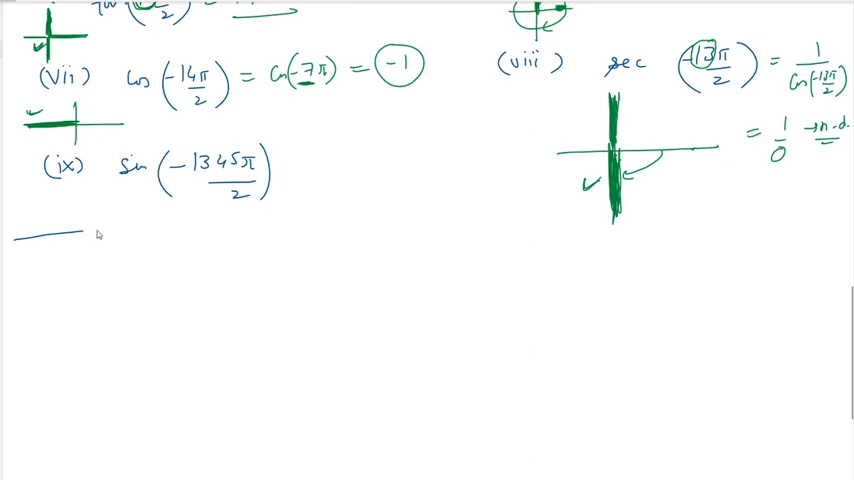 2
(vii) cos (-14π/2) = cos(-7π) = -1
(viii) sec (-13π/2) = 1/cos(-13π/2)
= 1/0 → n.d.
(ix) sin (-1345π/2)